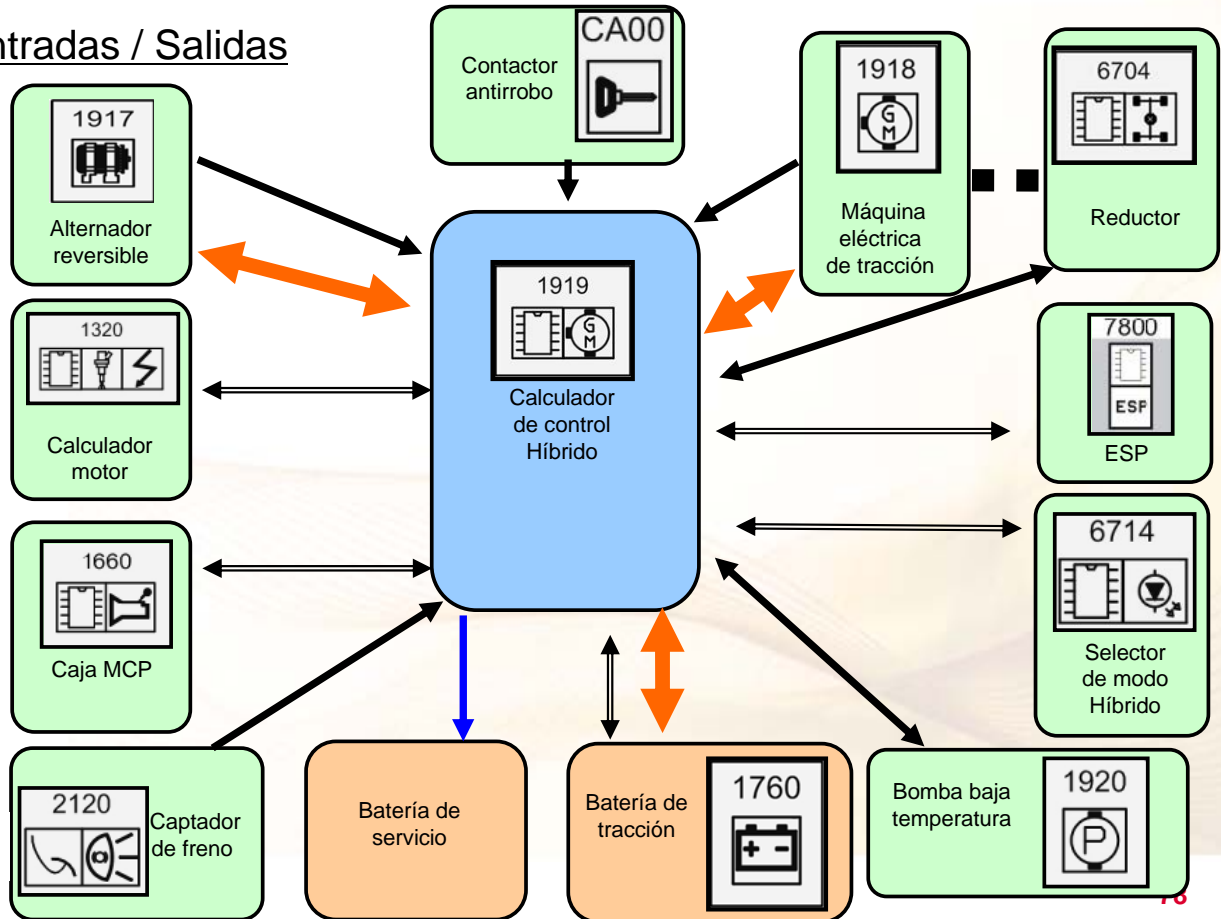 ntradas / Salidas
CA00
Contactor
antirrobo
1917
Alternador
reversible
1918
G
M
Máquina
eléctrica
de tracción
6704
Reductor
1919
G
M
Calculador
de control
Híbrido
1320
Calculador
motor
7800
ESP
ESP
1660
Caja MCP
6714
Selector
de modo
Híbrido
2120
Captador
de freno
Batería de
servicio
Batería de
tracción
1760
+ -
Bomba baja
temperatura
1920
P